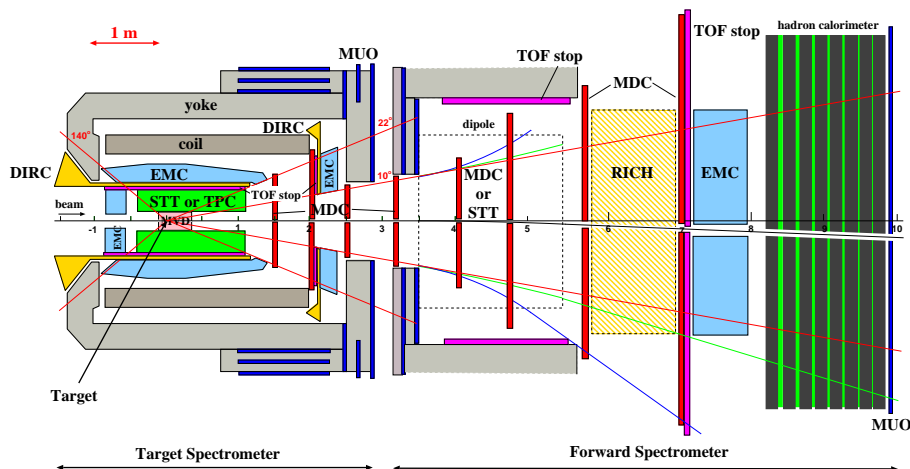 1 m
MUO
TOF stop
TOF stop
hadron calorimeter
MDC
yoke
140°
22°
DIRC
dipole
coil
DIRC
EMC
EMC
10°
MDC
or
STT
RICH
EMC
TOF stop
STT or TPC
beam
MDC
MVD
-1 0 1 2 3 4 5 6 7 8 9 10
EMC
Target
MUO
Target Spectrometer
Forward Spectrometer